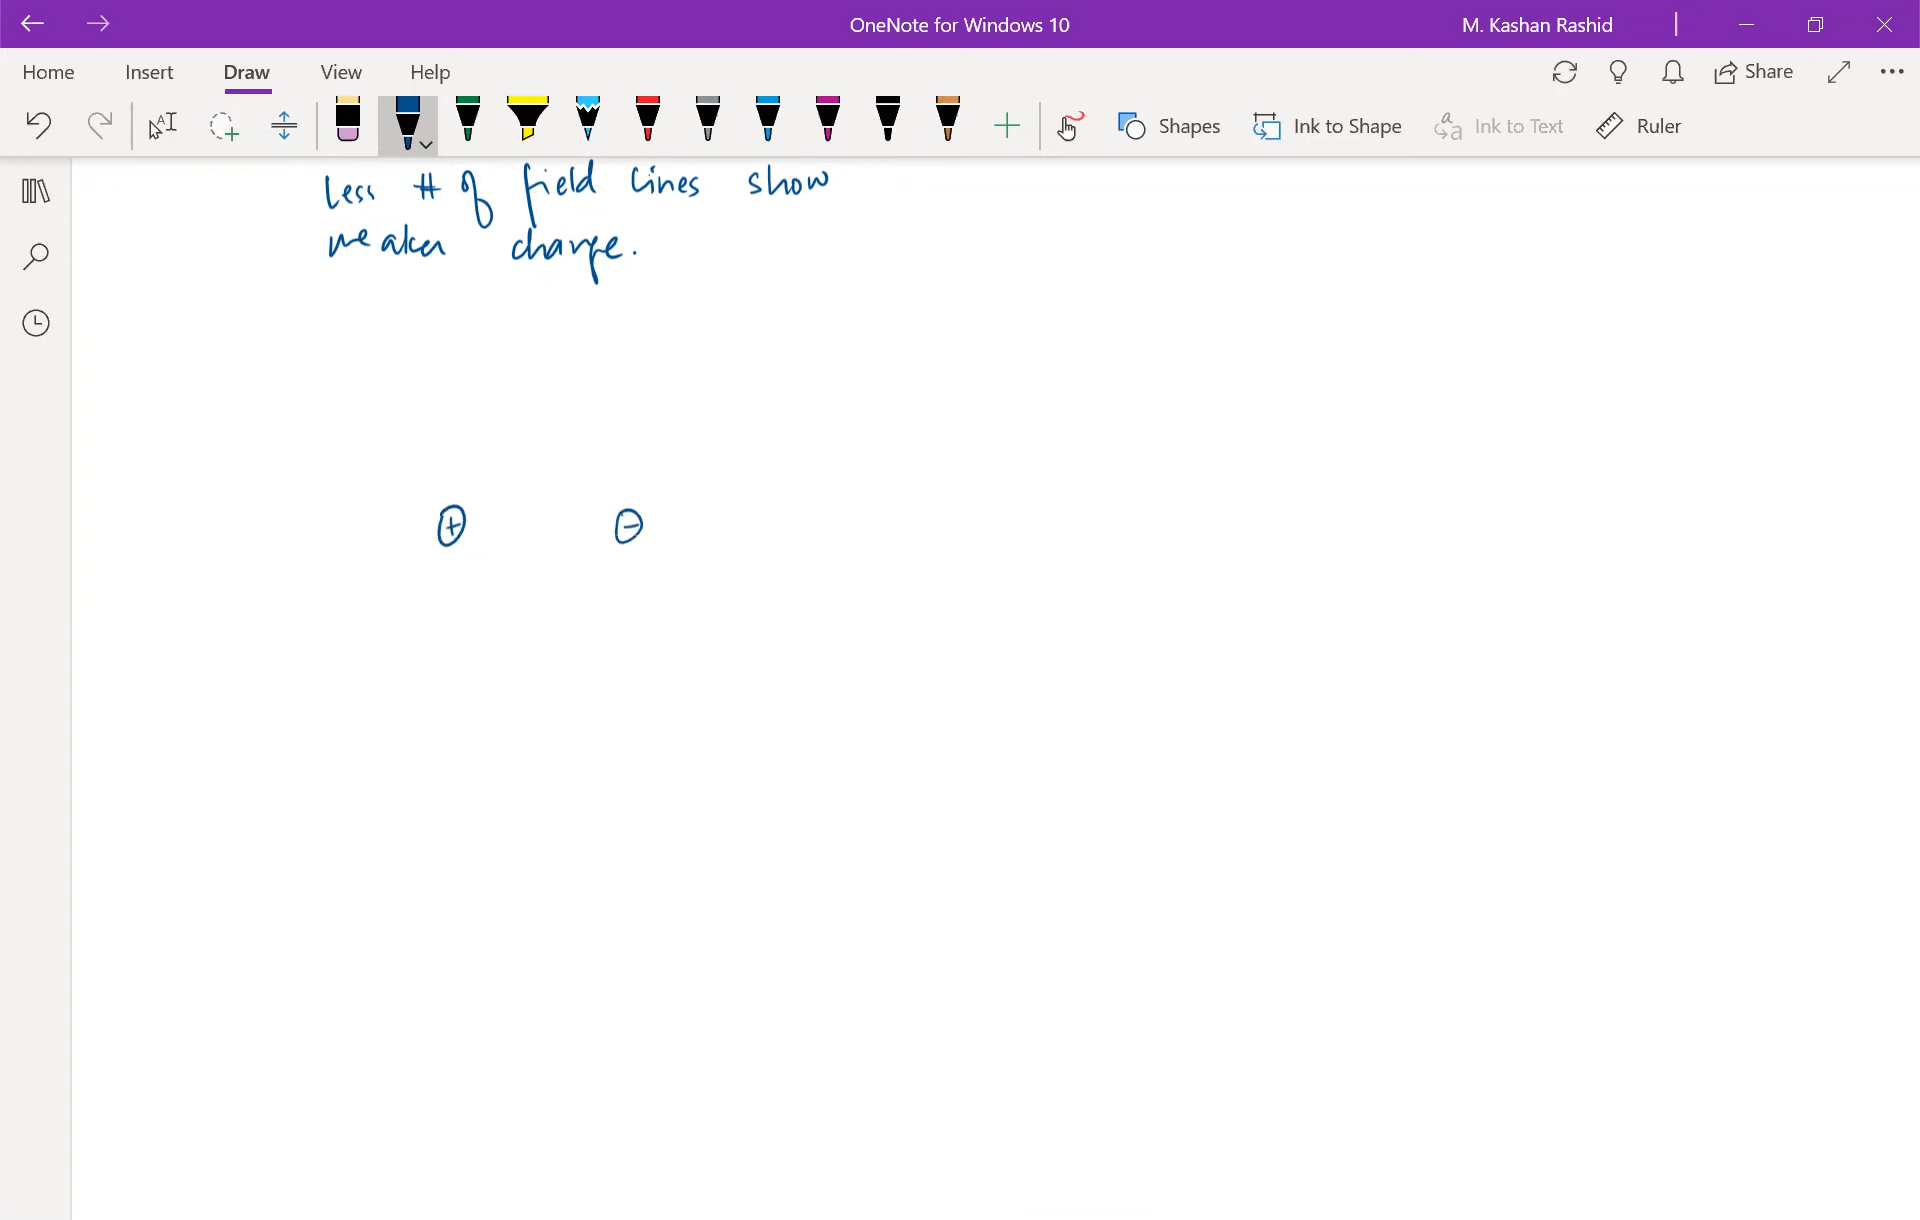 OneNote for Windows 10
M. Kashan Rashid
Home Insert Draw View Help
Share
Shapes Ink to Shape Ink to Text Ruler
Less # of field lines show
weaker charge.
+ −